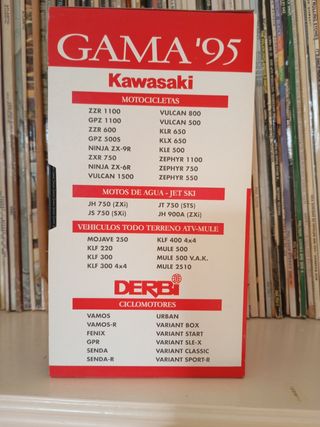 GAMA '95
Kawasaki
MOTOCICLETAS
ZZR 1100
GPZ 1100
ZZR 600
GPZ 500S
NINJA ZX-9R
ZXR 750
NINJA ZX-6R
VULCAN 1500
VULCAN 800
VULCAN 500
KLR 650
KLX 650
KLE 500
ZEPHYR 1100
ZEPHYR 750
ZEPHYR 550
MOTOS DE AGUA - JET SKI
JH 750 (ZXi)
JS 750 (SXi)
JT 750 (STS)
JH 900A (ZXi)
VEHICULOS TODO TERRENO ATV-MULE
MOJAVE 250
KLF 220
KLF 300
KLF 300 4x4
KLF 400 4x4
MULE 500
MULE 500 V.A.K.
MULE 2510
DERBi
CICLOMOTORES
VAMOS
VAMOS-R
FENIX
GPR
SENDA
SENDA-R
URBAN
VARIANT BOX
VARIANT START
VARIANT SLE-X
VARIANT CLASSIC
VARIANT SPORT-R